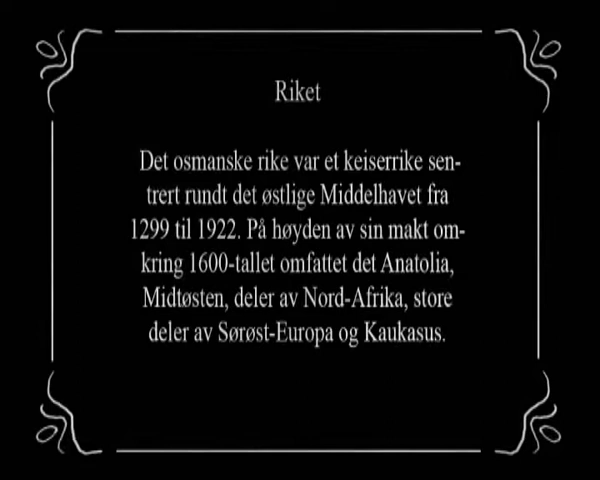 Riket
Det osmanske rike var et keiserrike sen-
trert rundt det østlige Middelhavet fra
1299 til 1922. På høyden av sin makt om-
kring 1600-tallet omfattet det Anatolia,
Midtøsten, deler av Nord-Afrika, store
deler av Sørøst-Europa og Kaukasus.